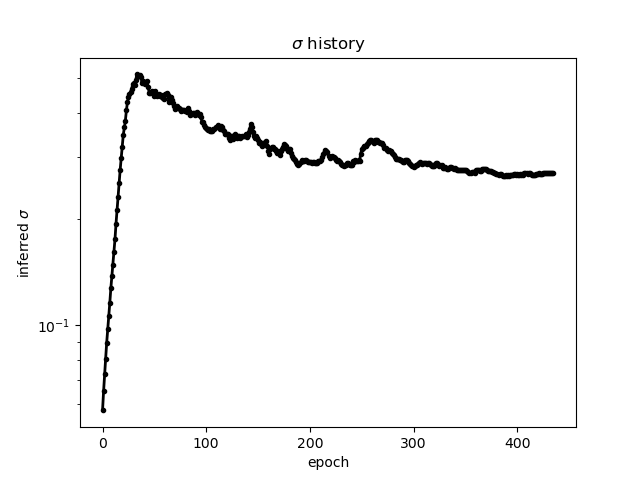 σ history
inferred σ
10⁻¹
0 100 200 300 400
epoch